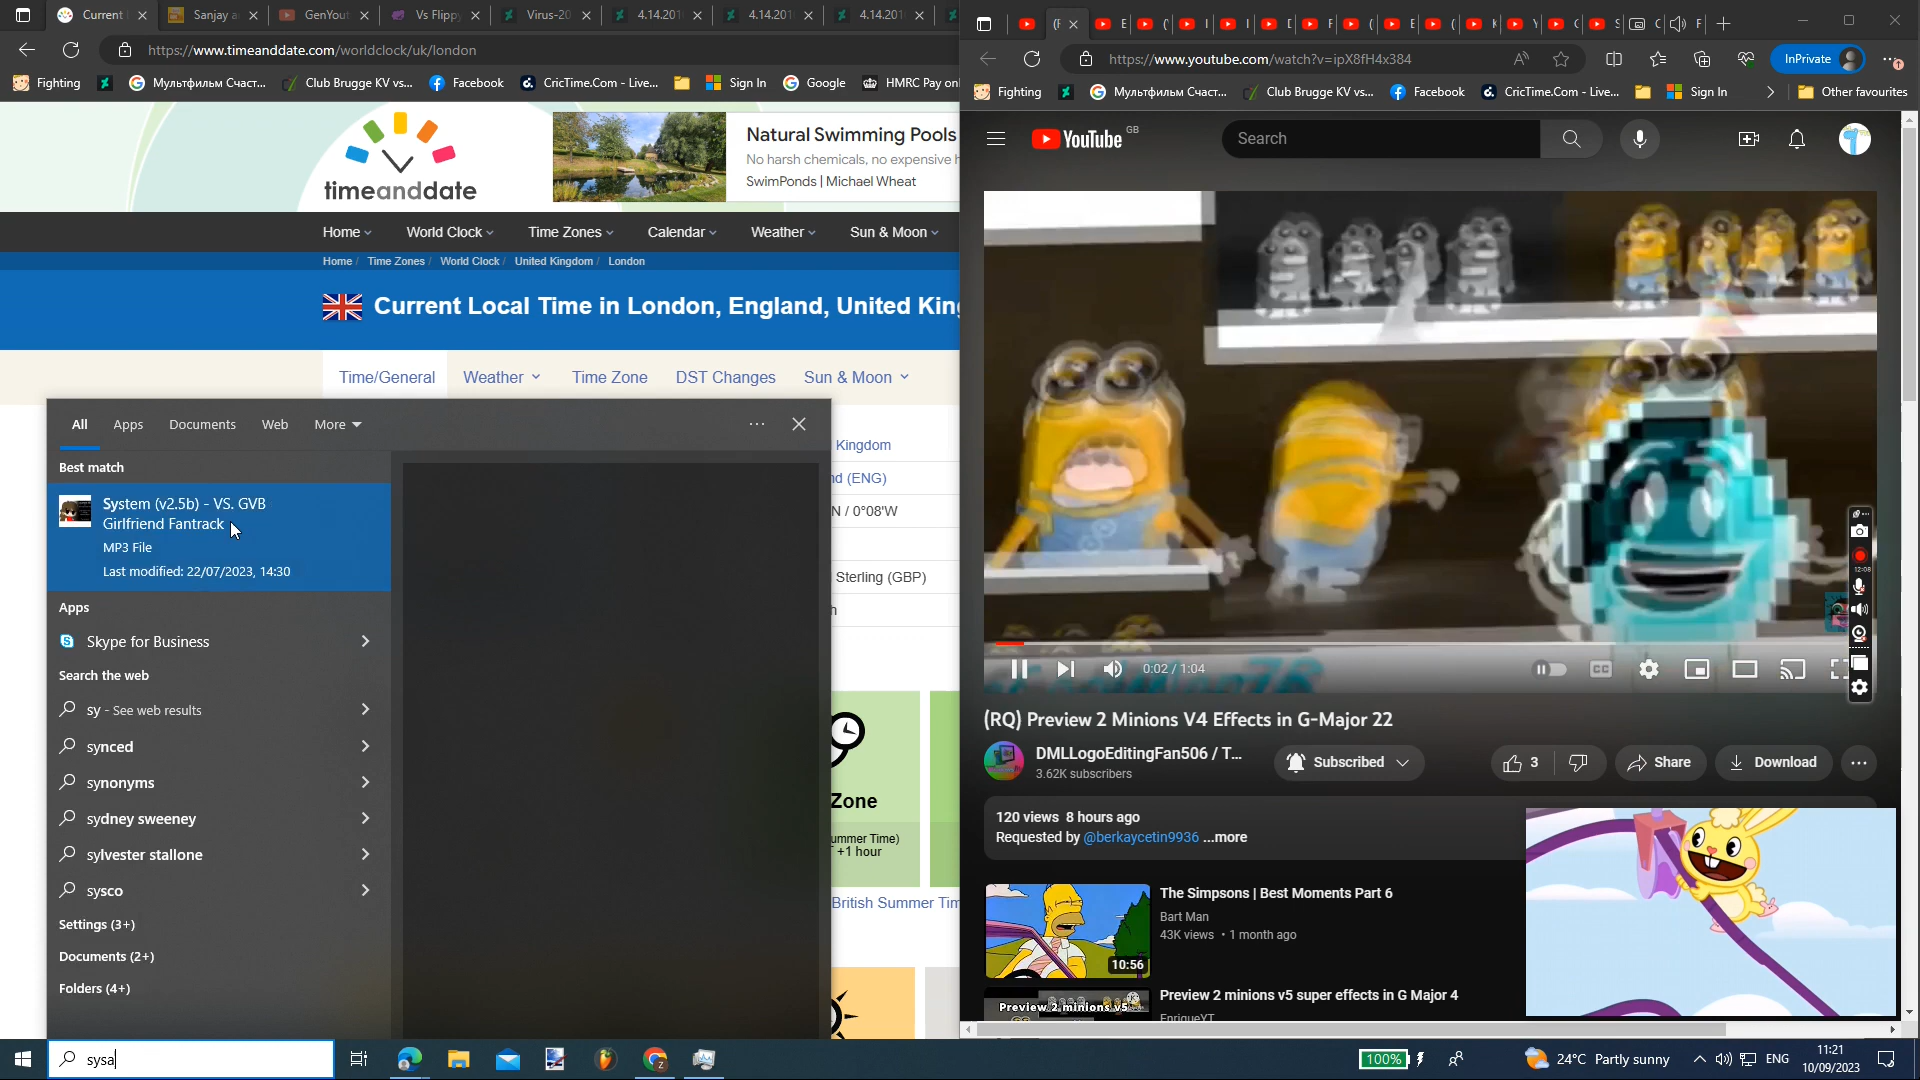 Current
Sanjay a
GenYout
Vs Flippy
Virus-20
4.14.201
4.14.201
4.14.201
https://www.timeanddate.com/worldclock/uk/london
Fighting
Мультфильм Счаст...
Club Brugge KV vs...
Facebook
CricTime.Com - Live...
Sign In
Google
HMRC Pay onl
timeanddate
Natural Swimming Pools
No harsh chemicals, no expensive
SwimPonds | Michael Wheat
Home
World Clock
Time Zones
Calendar
Weather
Sun & Moon
Home / Time Zones / World Clock / United Kingdom / London
Current Local Time in London, England, United King
Time/General
Weather
Time Zone
DST Changes
Sun & Moon
Kingdom
nd (ENG)
N / 0°08'W
Sterling (GBP)
h
Zone
ummer Time)
+1 hour
British Summer Tim
All
Apps
Documents
Web
More
Best match
System (v2.5b) - VS. GVB
Girlfriend Fantrack
MP3 File
Last modified: 22/07/2023, 14:30
Apps
Skype for Business
Search the web
sy - See web results
synced
synonyms
sydney sweeney
sylvester stallone
sysco
Settings (3+)
Documents (2+)
Folders (4+)
sysa
https://www.youtube.com/watch?v=ipX8fH4x384
InPrivate
Fighting
Мультфильм Счаст...
Club Brugge KV vs...
Facebook
CricTime.Com - Live...
Sign In
Other favourites
YouTube
GB
Search
12:08
0:02 / 1:04
CC
(RQ) Preview 2 Minions V4 Effects in G-Major 22
DMLLogoEditingFan506 / T...
3.62K subscribers
Subscribed
3
Share
Download
120 views 8 hours ago
Requested by @berkaycetin9936 ...more
The Simpsons | Best Moments Part 6
Bart Man
43K views • 1 month ago
10:56
Preview 2 minions v5 super effects in G Major 4
EnriqueYT
Preview 2 minions v5
100%
24°C Partly sunny
ENG
11:21
10/09/2023